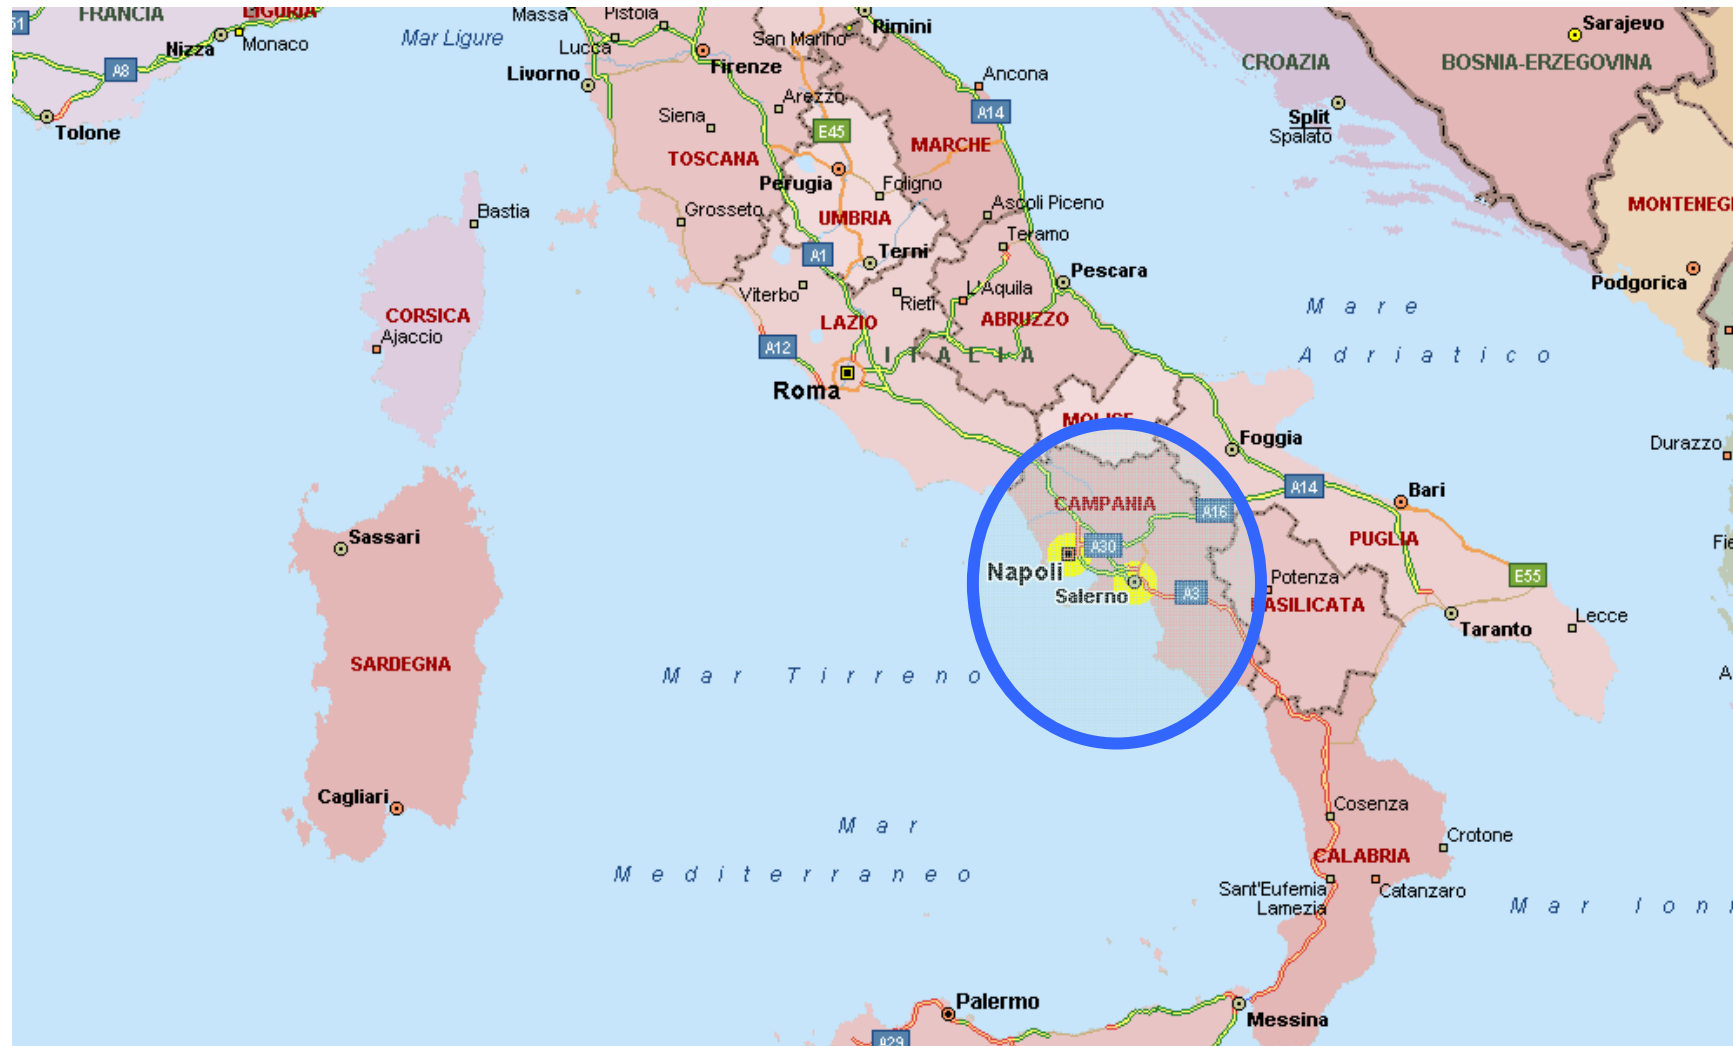 51
FRANCIA
LIGURIA
Nizza
Monaco
A8
Tolone
Mar Ligure
Massa
Pistoia
Lucca
Livorno
Firenze
San Marino
Rimini
Arezzo
Siena
TOSCANA
E45
Ancona
A14
MARCHE
Perugia
Foligno
UMBRIA
Grosseto
Ascoli Piceno
Teramo
A1
Terni
Pescara
Viterbo
Rieti
L'Aquila
LAZIO
ABRUZZO
ITALIA
A12
Roma
MOLISE
CROAZIA
BOSNIA-ERZEGOVINA
Sarajevo
Split
Spalato
Podgorica
Mare
Adriatico
Durazzo
Bastia
CORSICA
Ajaccio
Sassari
SARDEGNA
Cagliari
Foggia
A14
Bari
CAMPANIA
A16
A30
Napoli
Salerno
A3
PUGLIA
Potenza
E55
Lecce
Taranto
Mar Tirreno
Mar
Mediterraneo
Cosenza
Crotone
CALABRIA
Sant'Eufemia
Lamezia
Catanzaro
Palermo
Messina
A29